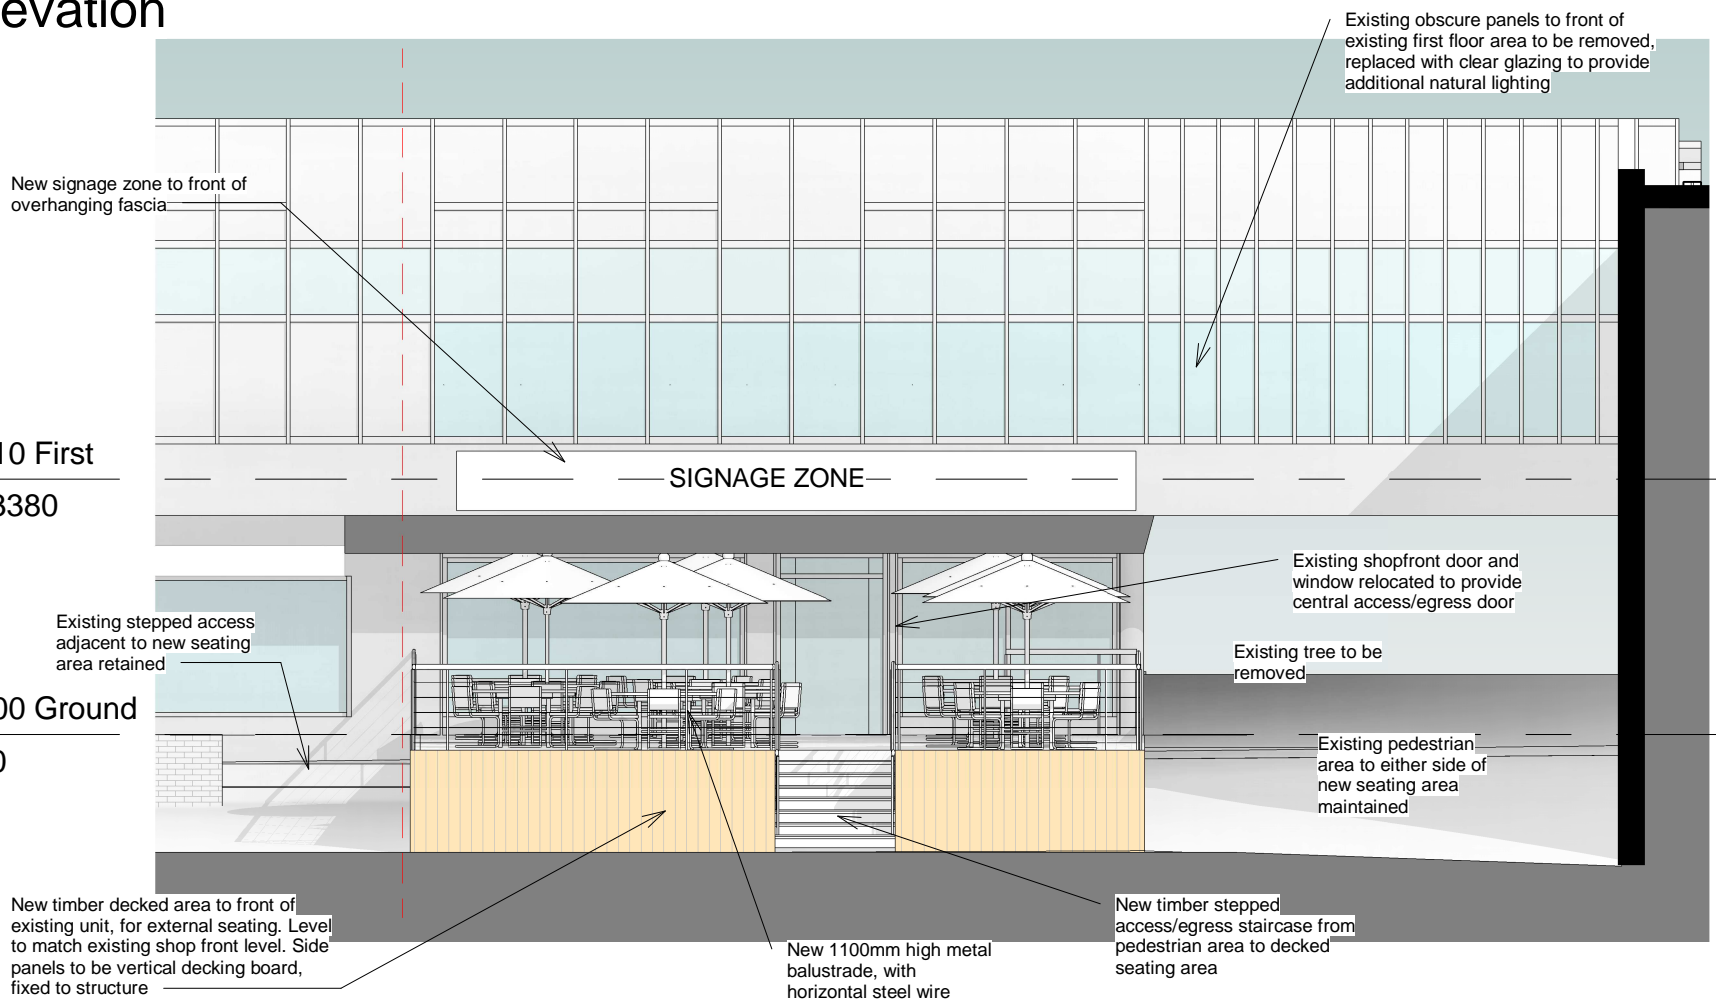 evation
Existing obscure panels to front of
existing first floor area to be removed,
replaced with clear glazing to provide
additional natural lighting
New signage zone to front of
overhanging fascia
10 First
3380
SIGNAGE ZONE
Existing shopfront door and
window relocated to provide
central access/egress door
Existing stepped access
adjacent to new seating
area retained
Existing tree to be
removed
00 Ground
0
Existing pedestrian
area to either side of
new seating area
maintained
New timber decked area to front of
existing unit, for external seating. Level
to match existing shop front level. Side
panels to be vertical decking board,
fixed to structure
New 1100mm high metal
balustrade, with
horizontal steel wire
New timber stepped
access/egress staircase from
pedestrian area to decked
seating area